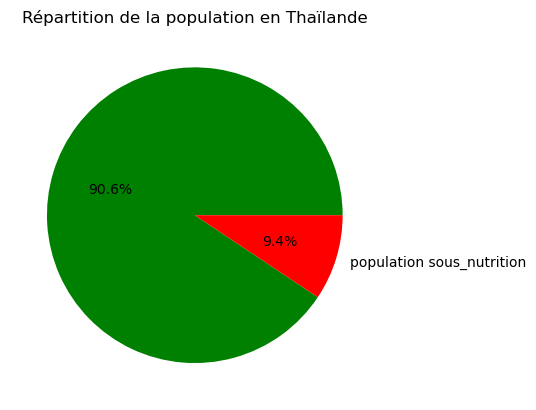 Répartition de la population en Thaïlande
90.6%
9.4%
population sous_nutrition